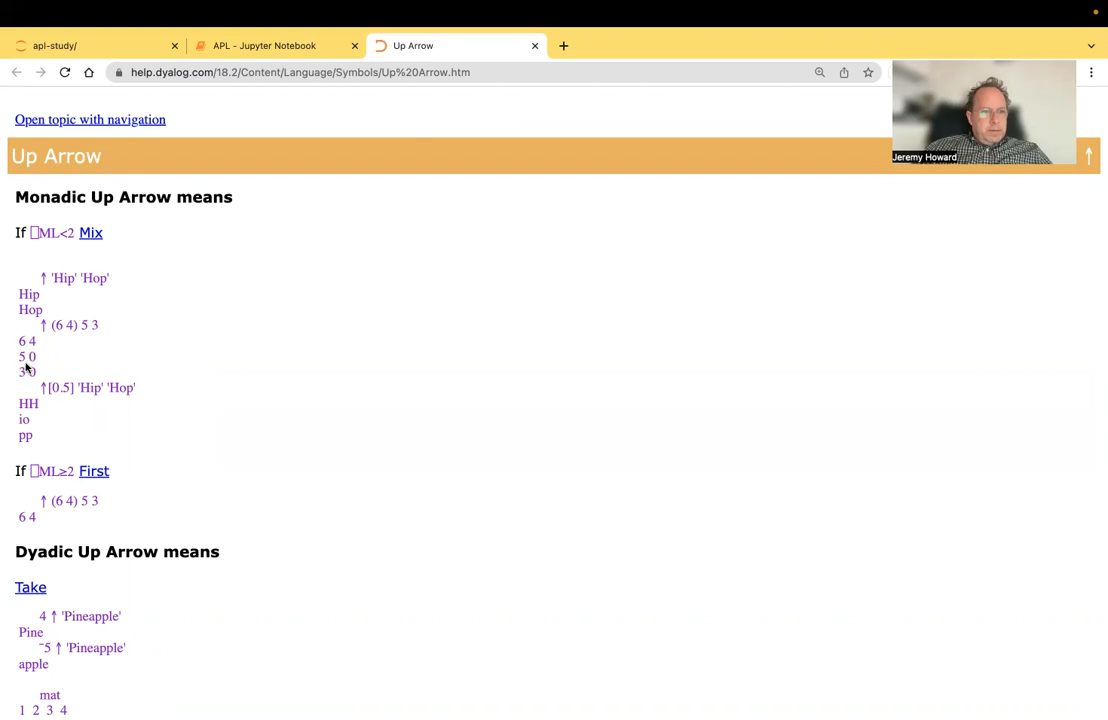 apl-study/
APL - Jupyter Notebook
Up Arrow
help.dyalog.com/18.2/Content/Language/Symbols/Up%20Arrow.htm
Jeremy Howard
Open topic with navigation
Up Arrow ↑
Monadic Up Arrow means
If ⎕ML<2 Mix
↑ 'Hip' 'Hop'
Hip
Hop
↑ (6 4) 5 3
6 4
5 0
3 0
↑[0.5] 'Hip' 'Hop'
HH
io
pp
If ⎕ML≥2 First
↑ (6 4) 5 3
6 4
Dyadic Up Arrow means
Take
4 ↑ 'Pineapple'
Pine
¯5 ↑ 'Pineapple'
apple
mat
1 2 3 4